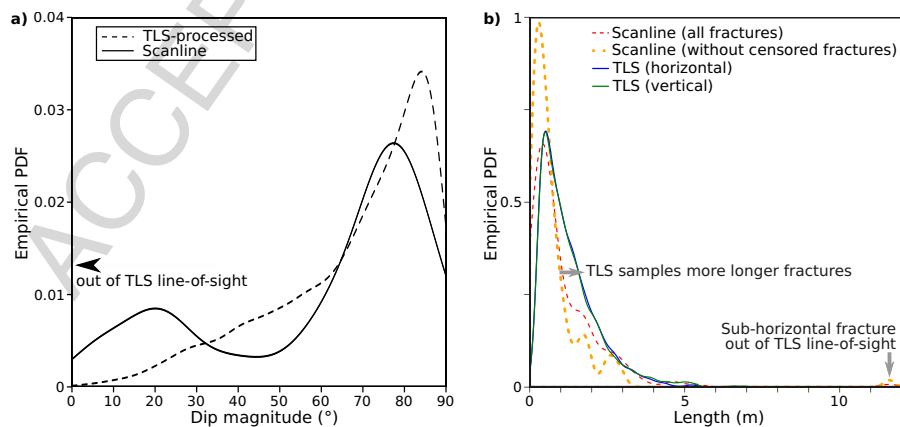 a)
0.04
0.03
0.02
0.01
0
Empirical PDF
TLS-processed
Scanline
out of TLS line-of-sight
0 10 20 30 40 50 60 70 80 90
Dip magnitude (°)
ACCEP
b)
1
0.5
0
Empirical PDF
Scanline (all fractures)
Scanline (without censored fractures)
TLS (horizontal)
TLS (vertical)
TLS samples more longer fractures
Sub-horizontal fracture
out of TLS line-of-sight
0 5 10
Length (m)